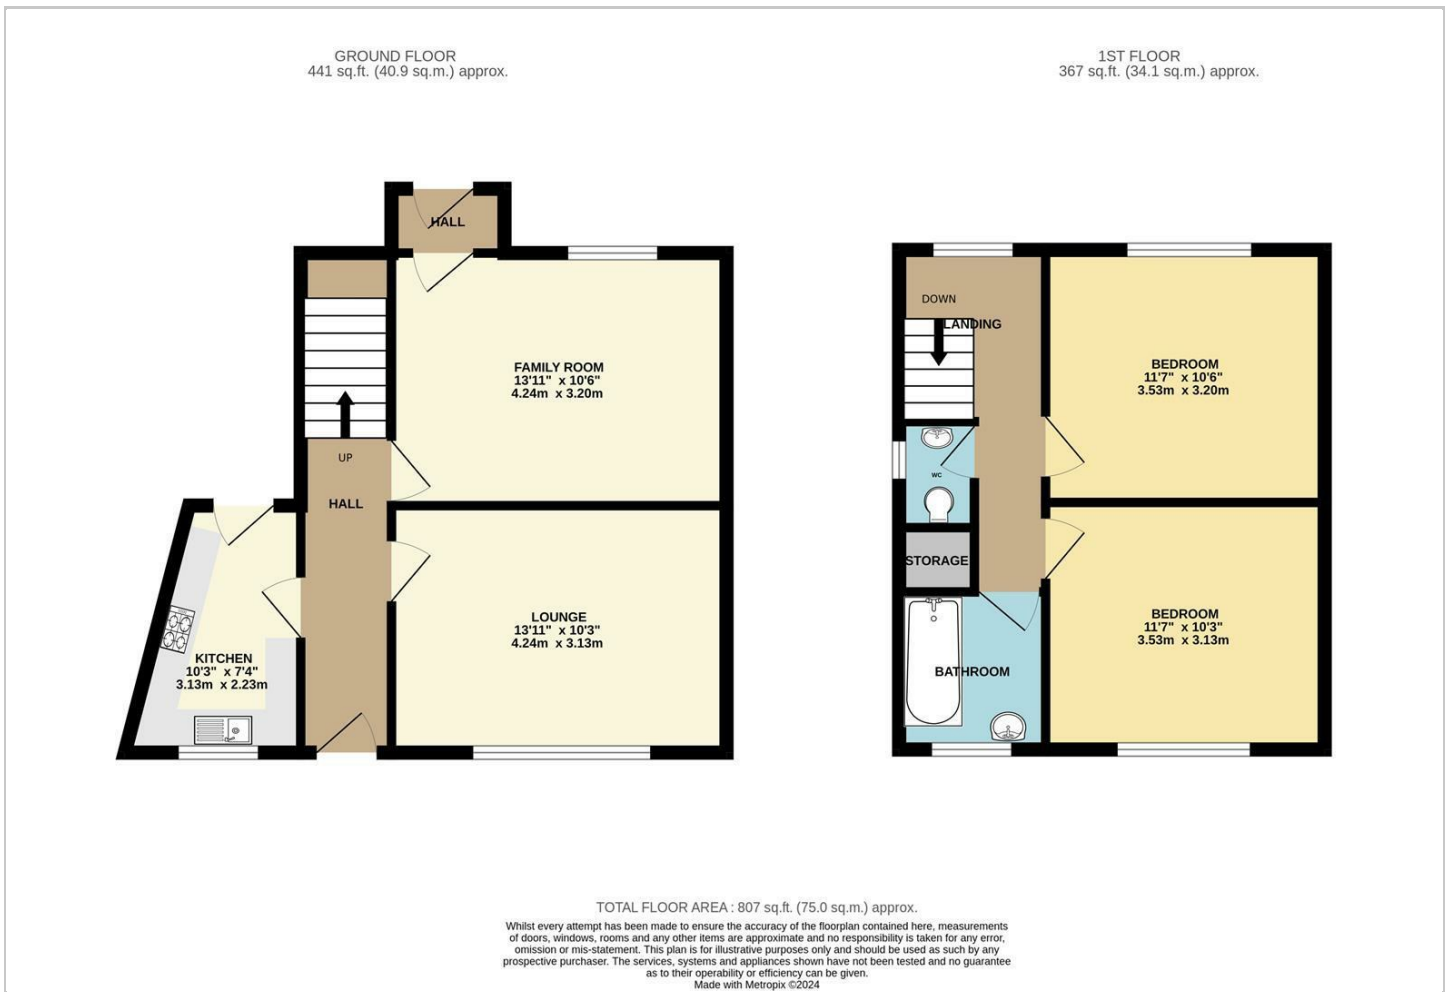 GROUND FLOOR
441 sq.ft. (40.9 sq.m.) approx.
1ST FLOOR
367 sq.ft. (34.1 sq.m.) approx.
HALL
FAMILY ROOM
13'11" x 10'6"
4.24m x 3.20m
UP
HALL
LOUNGE
13'11" x 10'3"
4.24m x 3.13m
KITCHEN
10'3" x 7'4"
3.13m x 2.23m
DOWN
LANDING
BEDROOM
11'7" x 10'6"
3.53m x 3.20m
WC
STORAGE
BEDROOM
11'7" x 10'3"
3.53m x 3.13m
BATHROOM
TOTAL FLOOR AREA : 807 sq.ft. (75.0 sq.m.) approx.
Whilst every attempt has been made to ensure the accuracy of the floorplan contained here, measurements
of doors, windows, rooms and any other items are approximate and no responsibility is taken for any error,
omission or mis-statement. This plan is for illustrative purposes only and should be used as such by any
prospective purchaser. The services, systems and appliances shown have not been tested and no guarantee
as to their operability or efficiency can be given.
Made with Metropix ©2024